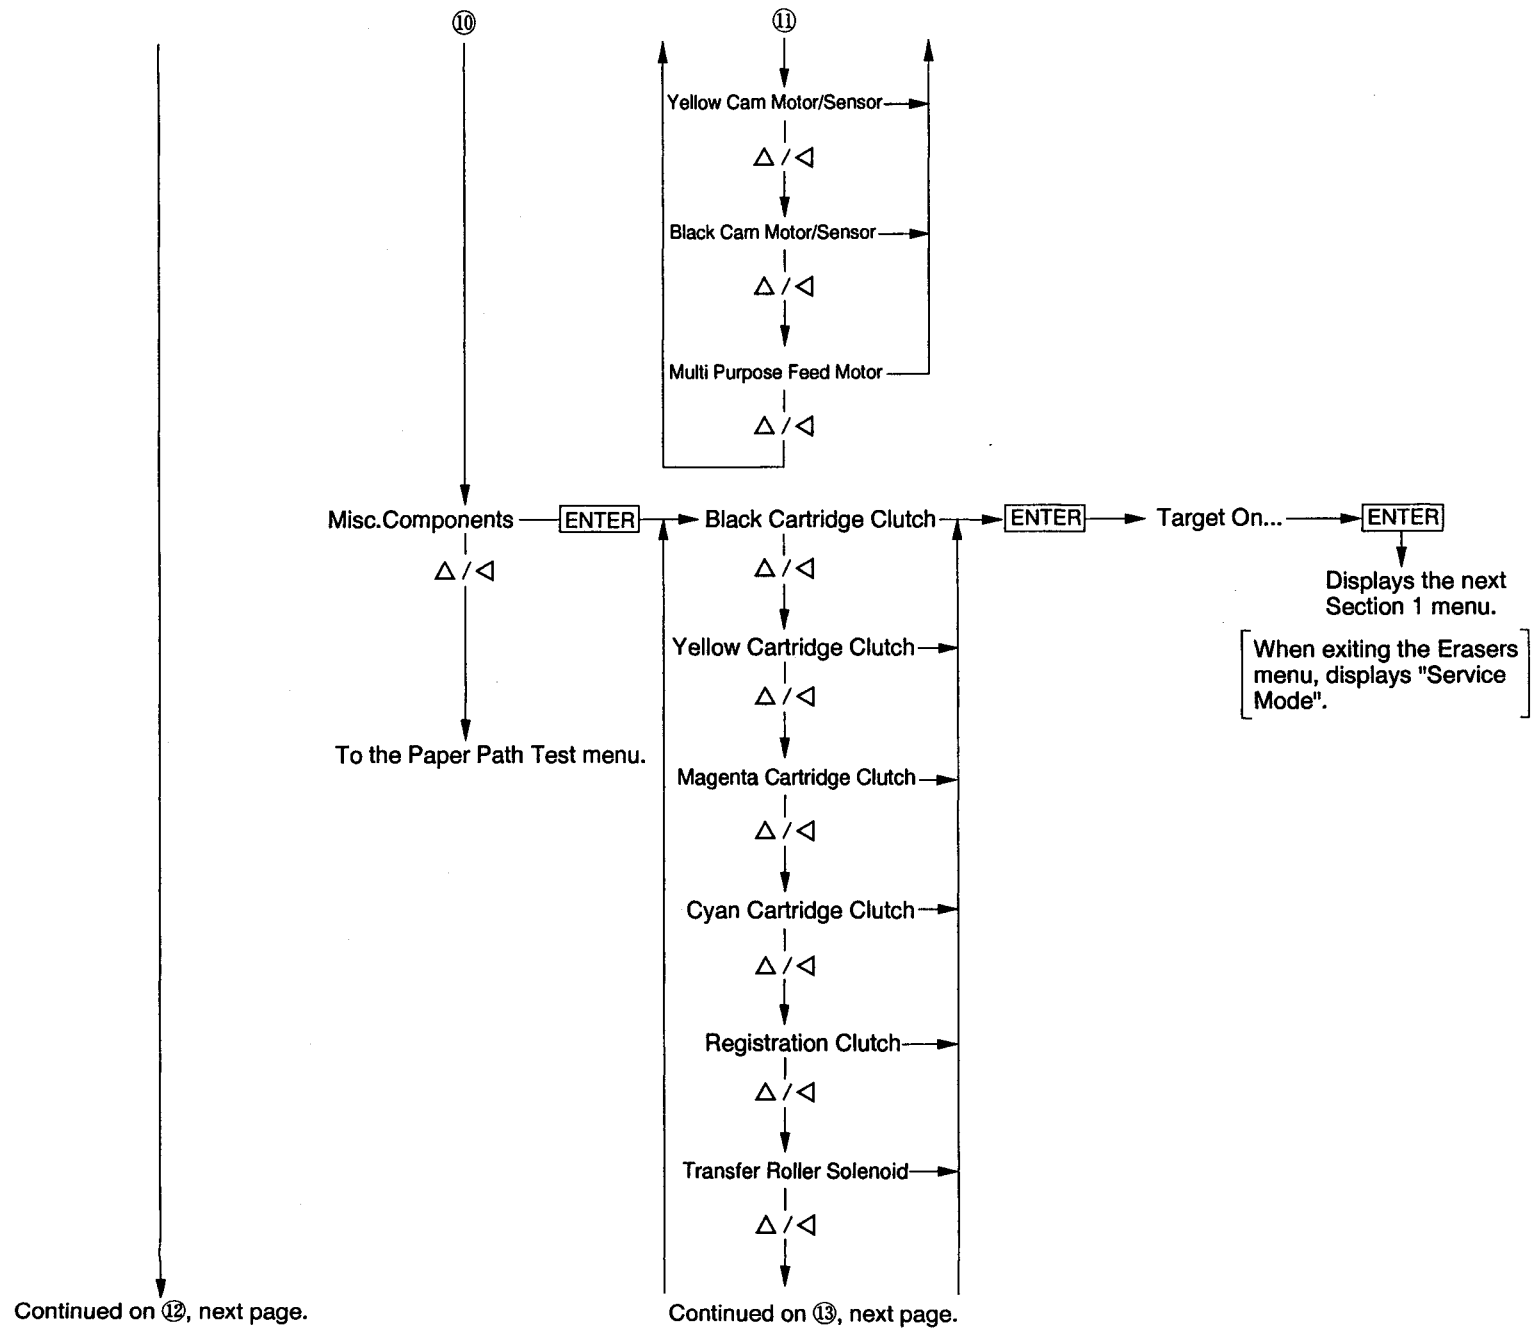 ⑩
⑪
Yellow Cam Motor/Sensor
△ / ◁
Black Cam Motor/Sensor
△ / ◁
Multi Purpose Feed Motor
△ / ◁
Misc.Components ENTER Black Cartridge Clutch ENTER Target On... ENTER
△ / ◁
△ / ◁
Displays the next
Section 1 menu.
Yellow Cartridge Clutch
When exiting the Erasers
menu, displays "Service
Mode".
△ / ◁
To the Paper Path Test menu.
Magenta Cartridge Clutch
△ / ◁
Cyan Cartridge Clutch
△ / ◁
Registration Clutch
△ / ◁
Transfer Roller Solenoid
△ / ◁
Continued on ⑫, next page.
Continued on ⑬, next page.